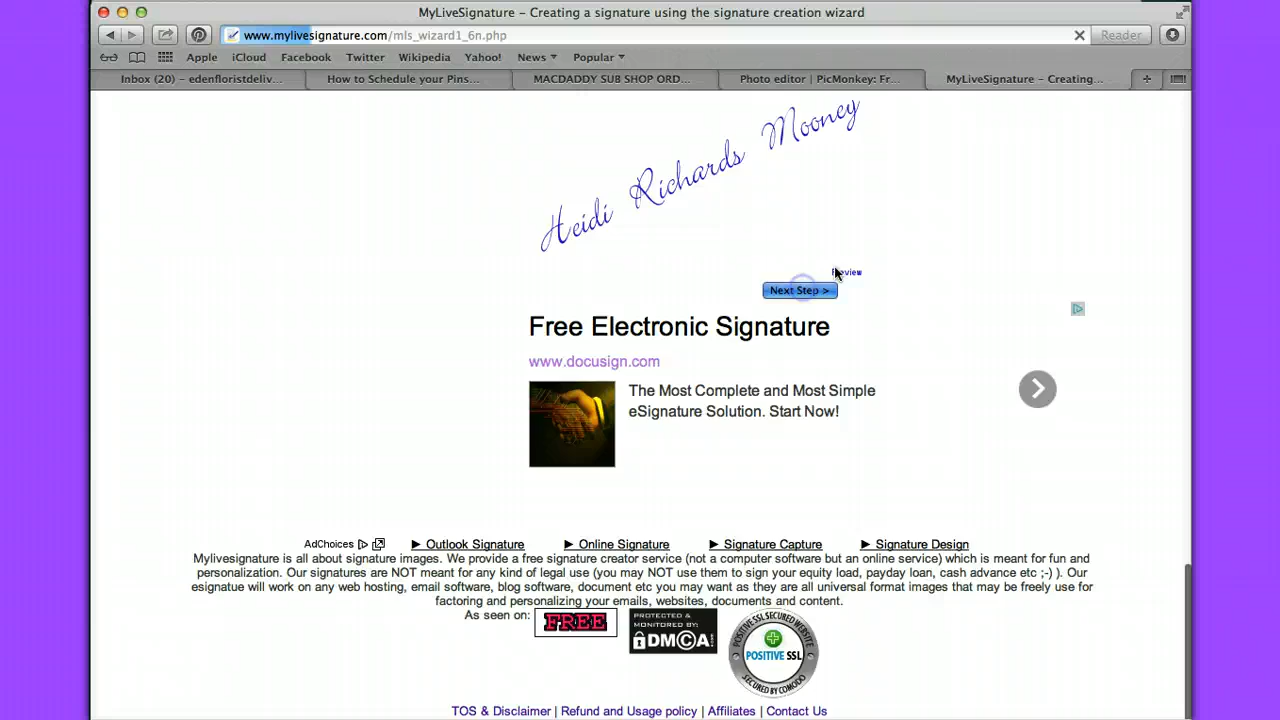 MyLiveSignature – Creating a signature using the signature creation wizard
www.mylivesignature.com/mls_wizard1_6n.php
Reader
Apple iCloud Facebook Twitter Wikipedia Yahoo! News Popular
Inbox (20) – edenfloristdeliv... How to Schedule your Pins... MACDADDY SUB SHOP ORD... Photo editor | PicMonkey: Fr... MyLiveSignature – Creating...
Heidi Richards Mooney
Preview
Next Step >
Free Electronic Signature
www.docusign.com
The Most Complete and Most Simple
eSignature Solution. Start Now!
AdChoices ► Outlook Signature ► Online Signature ► Signature Capture ► Signature Design
Mylivesignature is all about signature images. We provide a free signature creator service (not a computer software but an online service) which is meant for fun and
personalization. Our signatures are NOT meant for any kind of legal use (you may NOT use them to sign your equity load, payday loan, cash advance etc ;-) ). Our
esignatue will work on any web hosting, email software, blog software, document etc you may want as they are all universal format images that may be freely use for
factoring and personalizing your emails, websites, documents and content.
As seen on: FREE
PROTECTED &
MONITORED BY:
DMCA
POSITIVE SSL SECURED WEBSITE
POSITIVE SSL
SECURED BY COMODO
TOS & Disclaimer | Refund and Usage policy | Affiliates | Contact Us